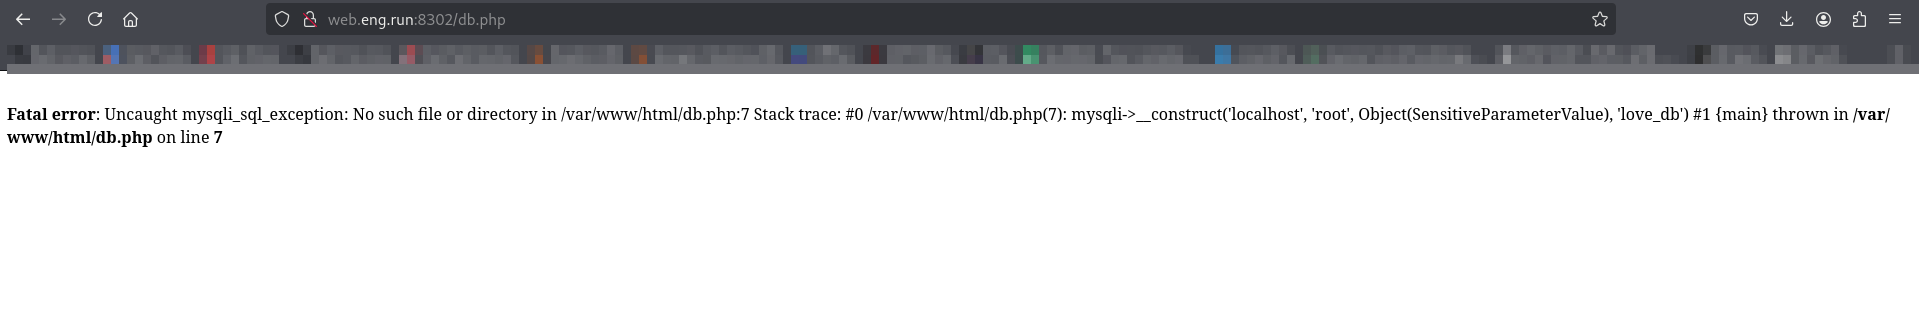 web.eng.run:8302/db.php
Fatal error: Uncaught mysqli_sql_exception: No such file or directory in /var/www/html/db.php:7 Stack trace: #0 /var/www/html/db.php(7): mysqli->__construct('localhost', 'root', Object(SensitiveParameterValue), 'love_db') #1 {main} thrown in /var/
www/html/db.php on line 7